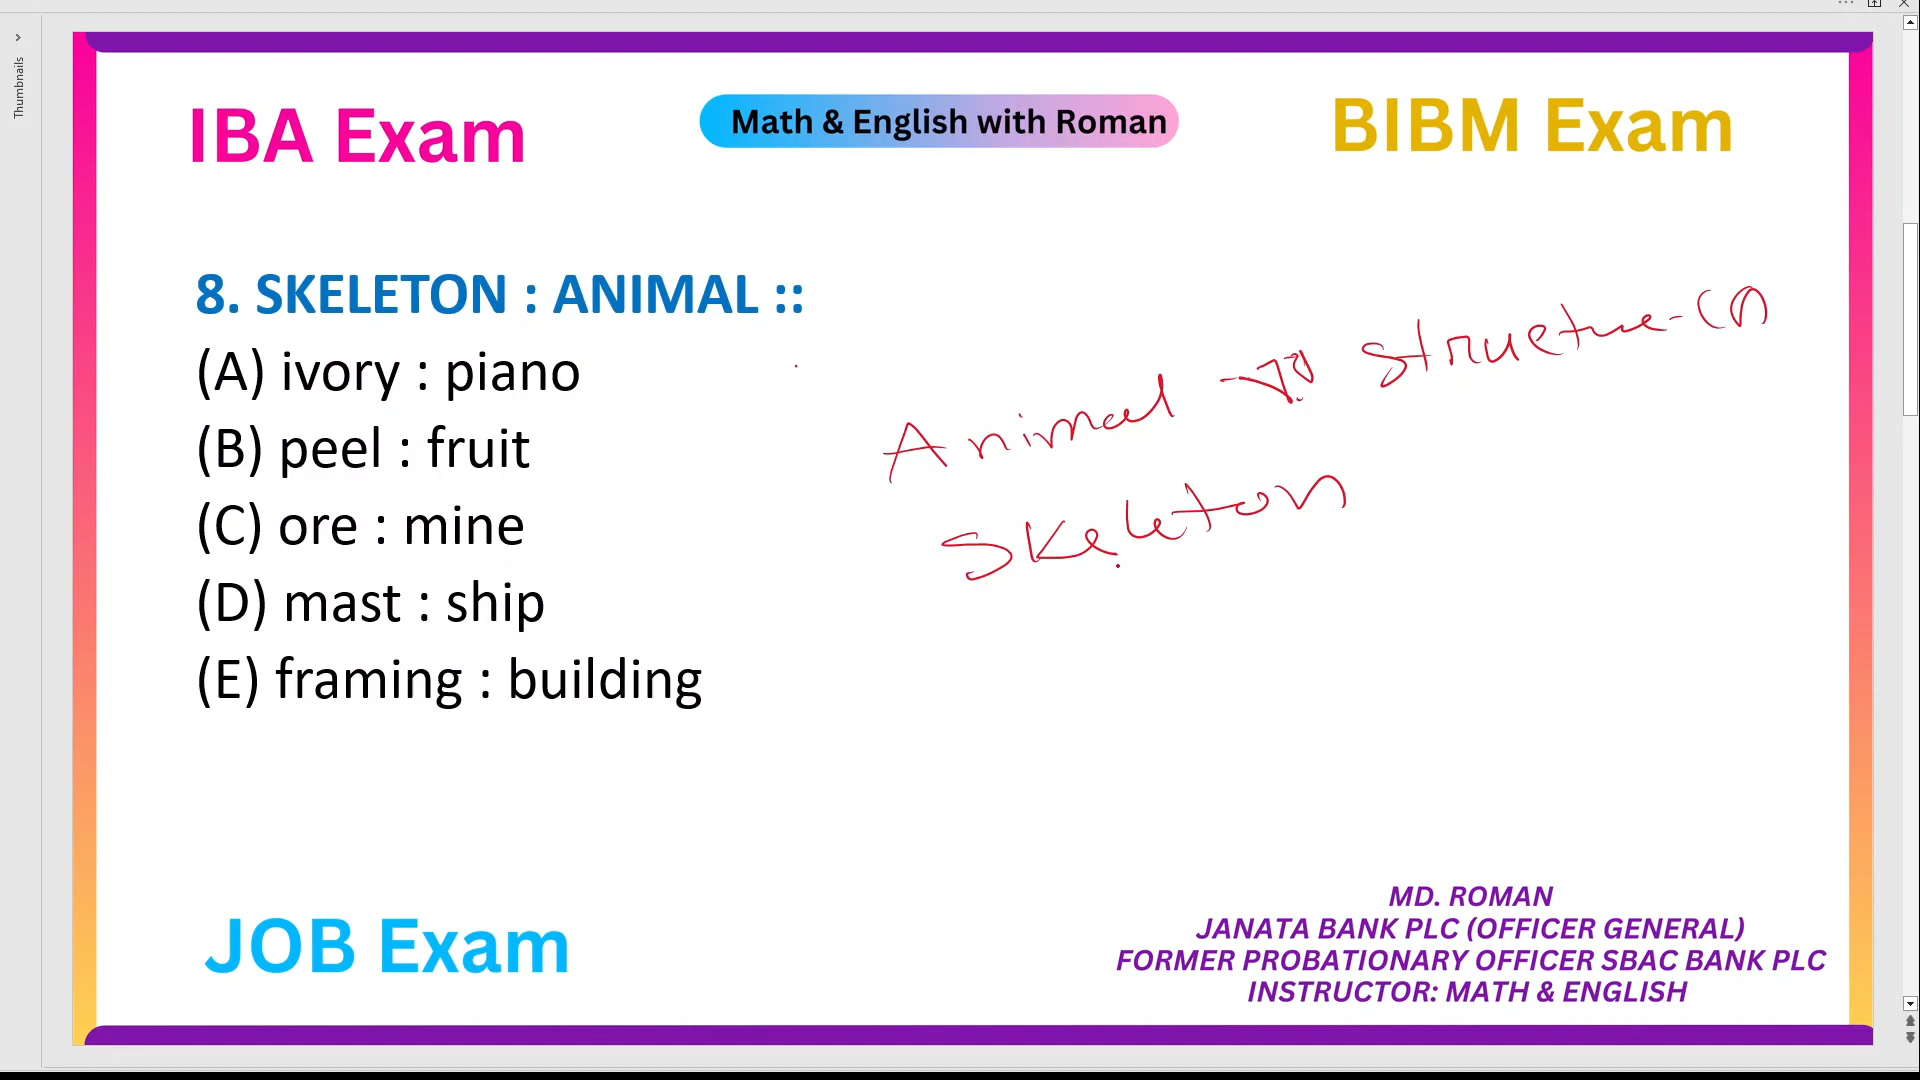 Thumbnails
IBA Exam
Math & English with Roman
BIBM Exam
8. SKELETON : ANIMAL ::
(A) ivory : piano
(B) peel : fruit
(C) ore : mine
(D) mast : ship
(E) framing : building
Animal এর structure-কে
Skeleton
JOB Exam
MD. ROMAN
JANATA BANK PLC (OFFICER GENERAL)
FORMER PROBATIONARY OFFICER SBAC BANK PLC
INSTRUCTOR: MATH & ENGLISH